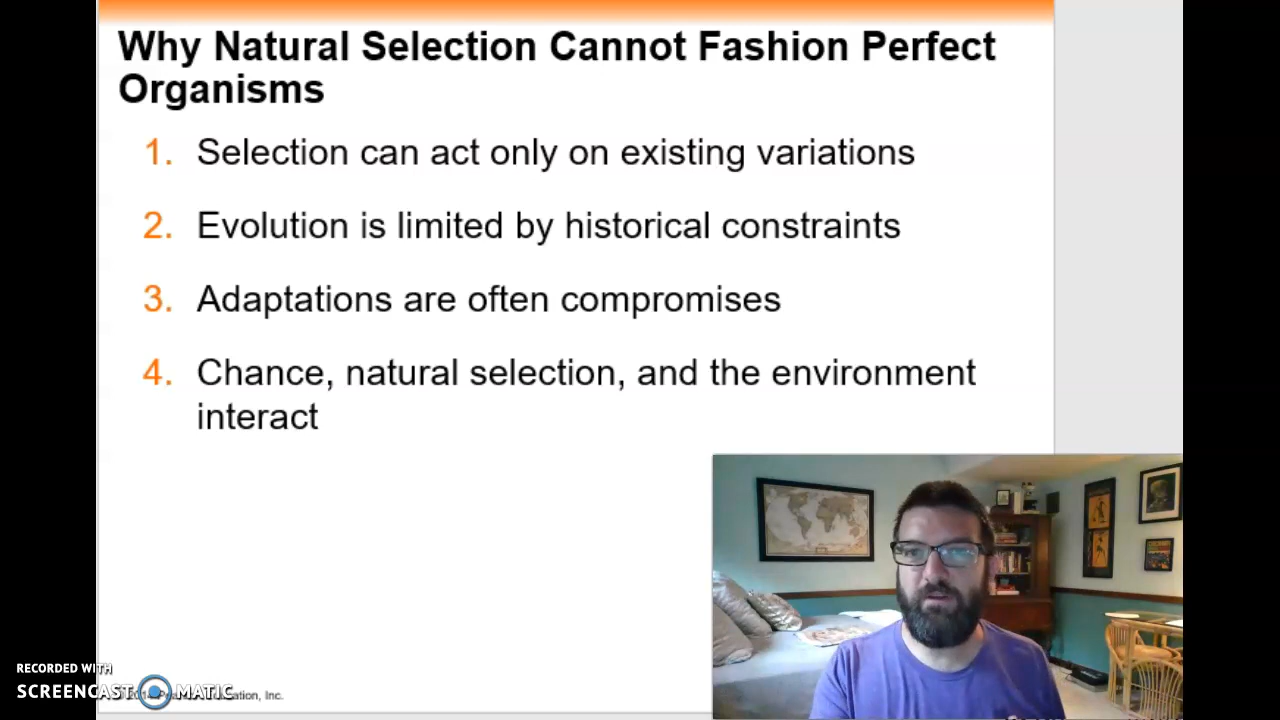 Why Natural Selection Cannot Fashion Perfect
Organisms
1. Selection can act only on existing variations
2. Evolution is limited by historical constraints
3. Adaptations are often compromises
4. Chance, natural selection, and the environment
interact
RECORDED WITH
SCREENCAST MATIC
Inc.